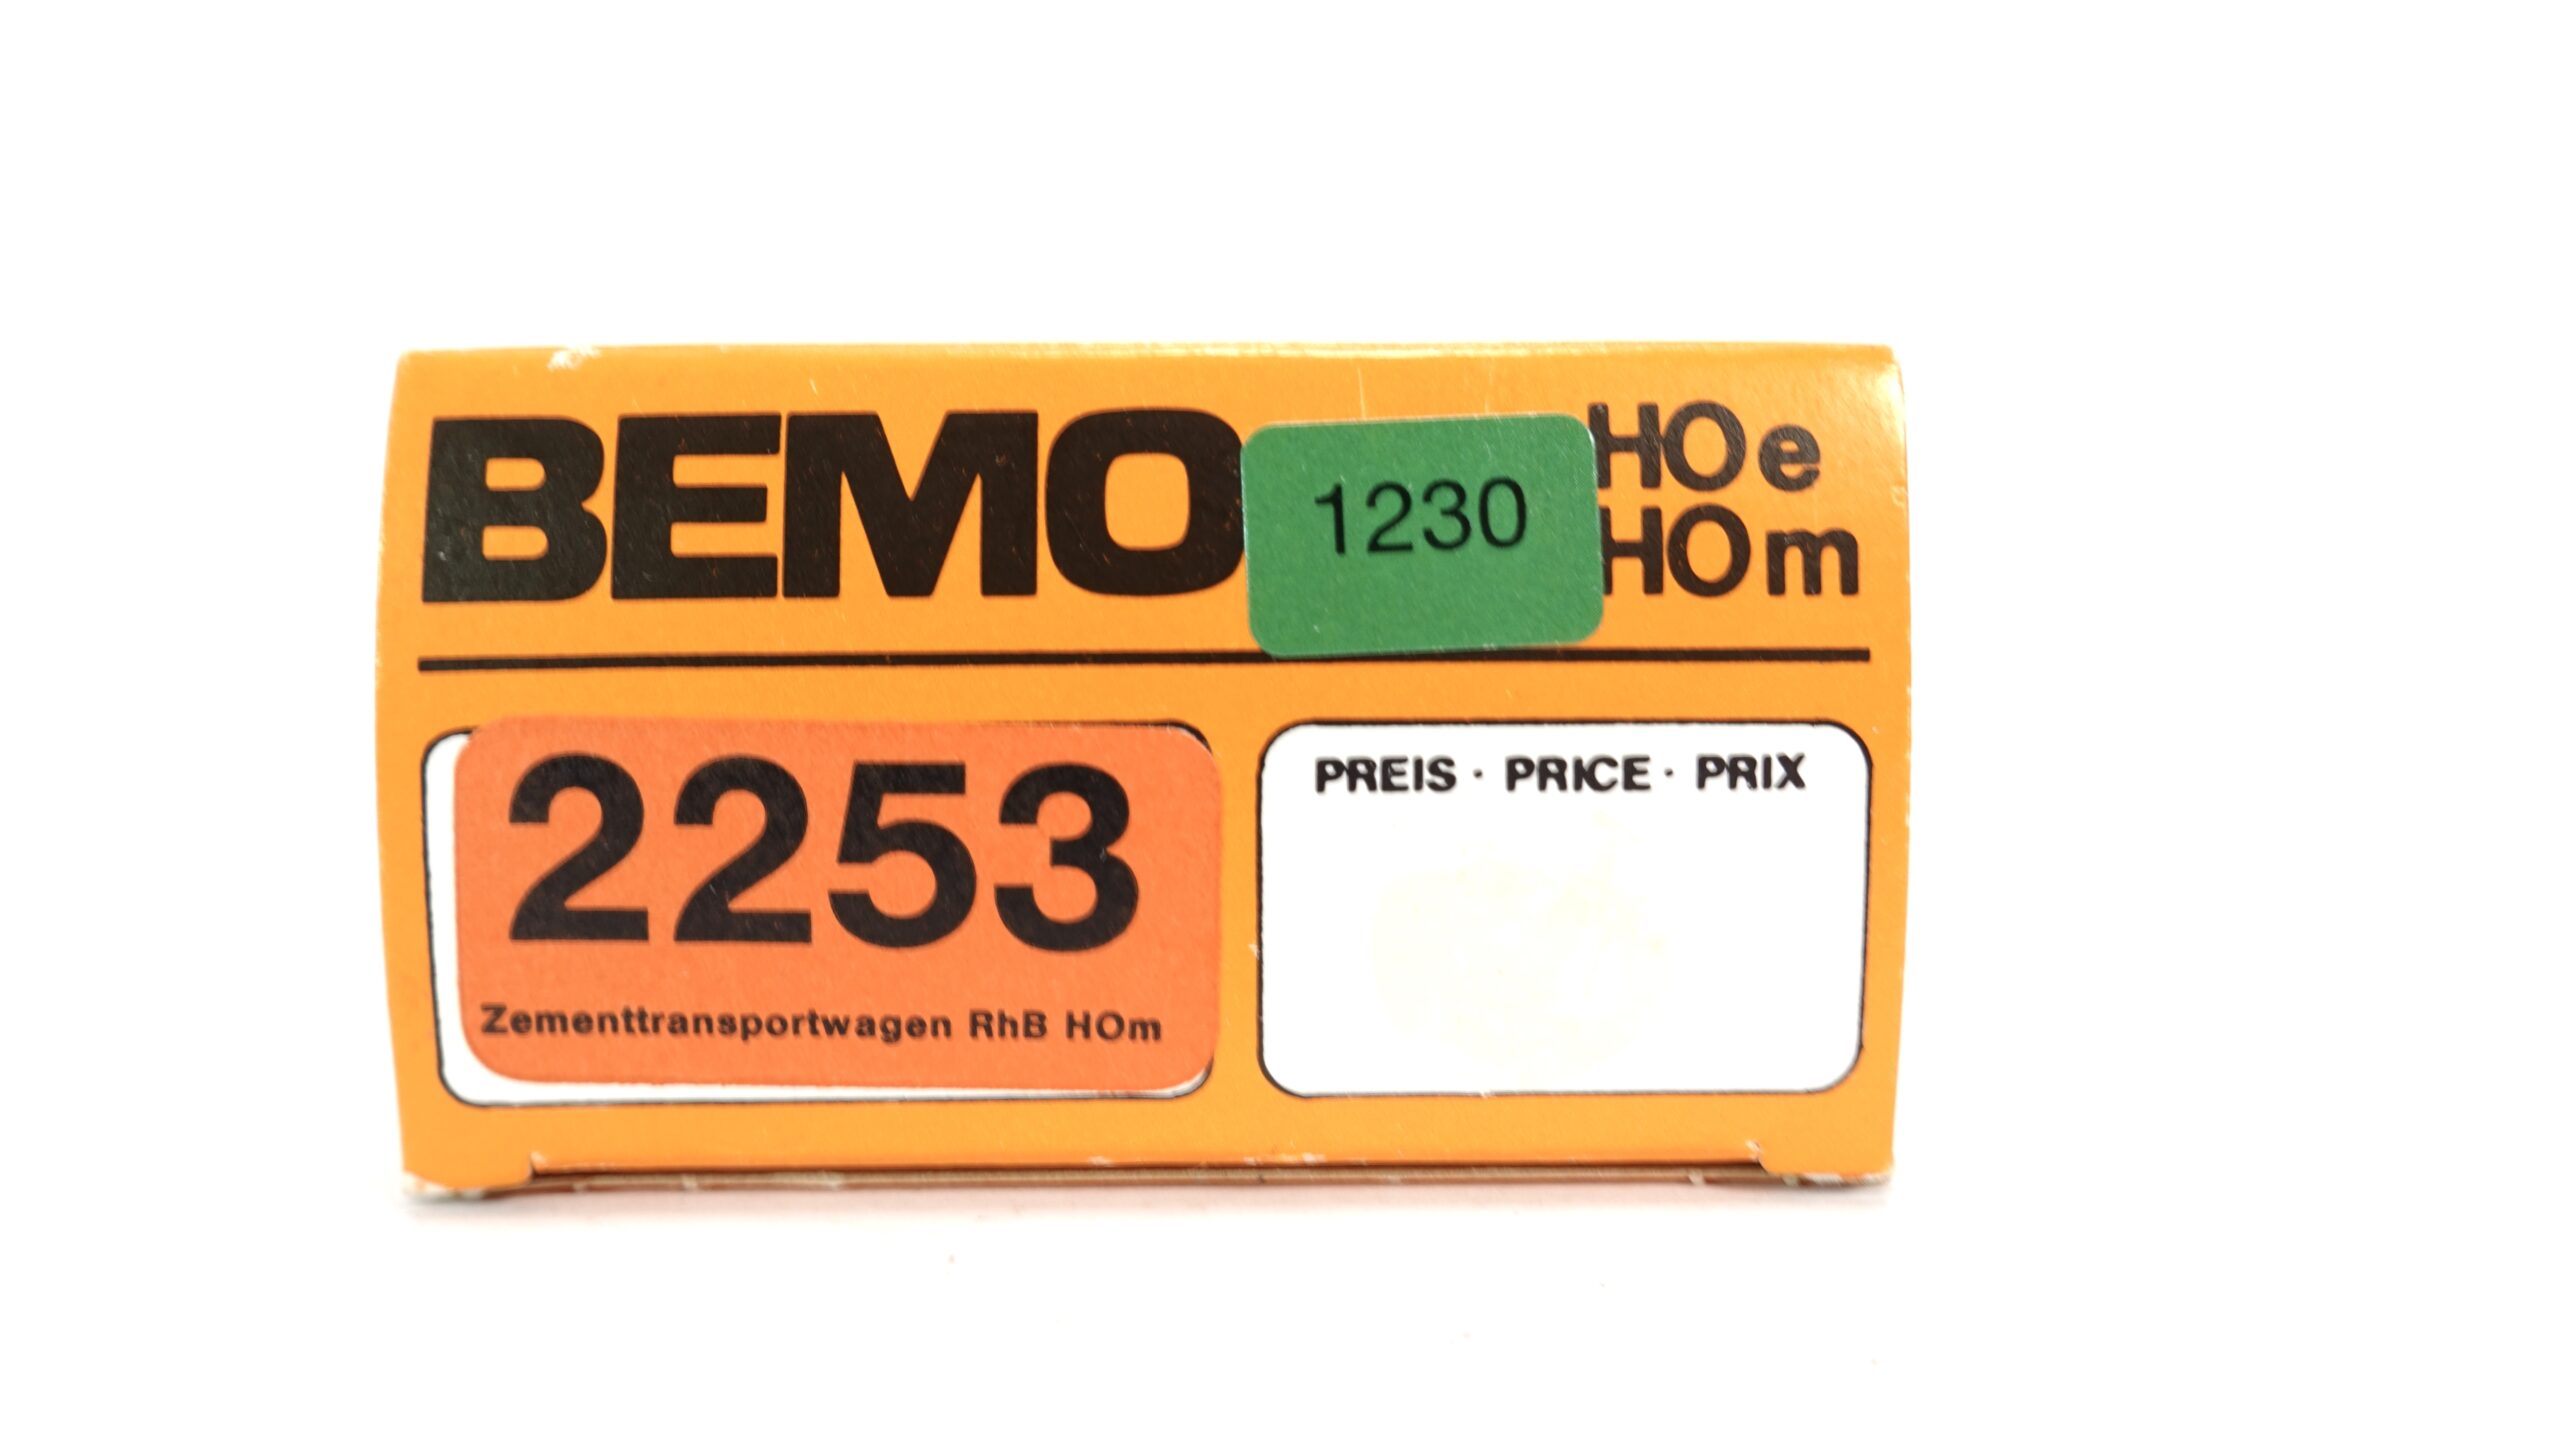 BEMO
1230
HOe
HOm
2253
Zementtransportwagen RhB HOm
PREIS · PRICE · PRIX